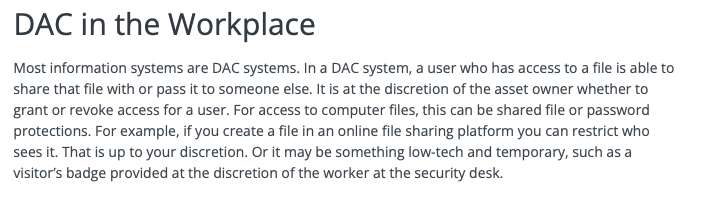 DAC in the Workplace
Most information systems are DAC systems. In a DAC system, a user who has access to a file is able to
share that file with or pass it to someone else. It is at the discretion of the asset owner whether to
grant or revoke access for a user. For access to computer files, this can be shared file or password
protections. For example, if you create a file in an online file sharing platform you can restrict who
sees it. That is up to your discretion. Or it may be something low-tech and temporary, such as a
visitor's badge provided at the discretion of the worker at the security desk.